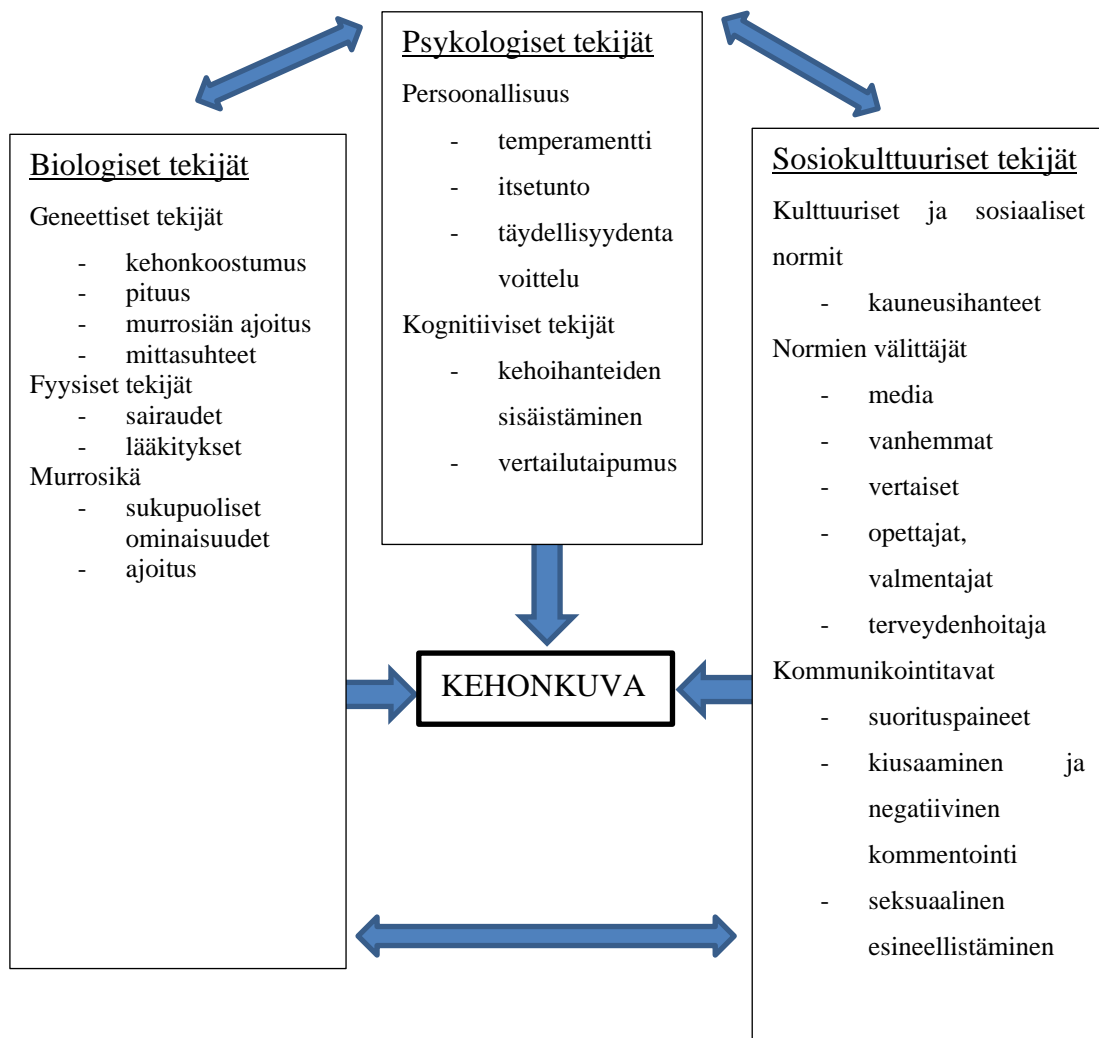 Psykologiset tekijät
Persoonallisuus
- temperamentti
- itsetunto
- täydellisyydenta
voittelu
Kognitiiviset tekijät
- kehoihanteiden
sisäistäminen
- vertailutaipumus
Biologiset tekijät
Geneettiset tekijät
- kehonkoostumus
- pituus
- murrosiän ajoitus
- mittasuhteet
Fyysiset tekijät
- sairaudet
- lääkitykset
Murrosikä
- sukupuoliset
ominaisuudet
- ajoitus
Sosiokulttuuriset tekijät
Kulttuuriset ja sosiaaliset
normit
- kauneusihanteet
Normien välittäjät
- media
- vanhemmat
- vertaiset
- opettajat,
valmentajat
- terveydenhoitaja
Kommunikointitavat
- suorituspaineet
- kiusaaminen ja
negatiivinen
kommentointi
- seksuaalinen
esineellistäminen
KEHONKUVA